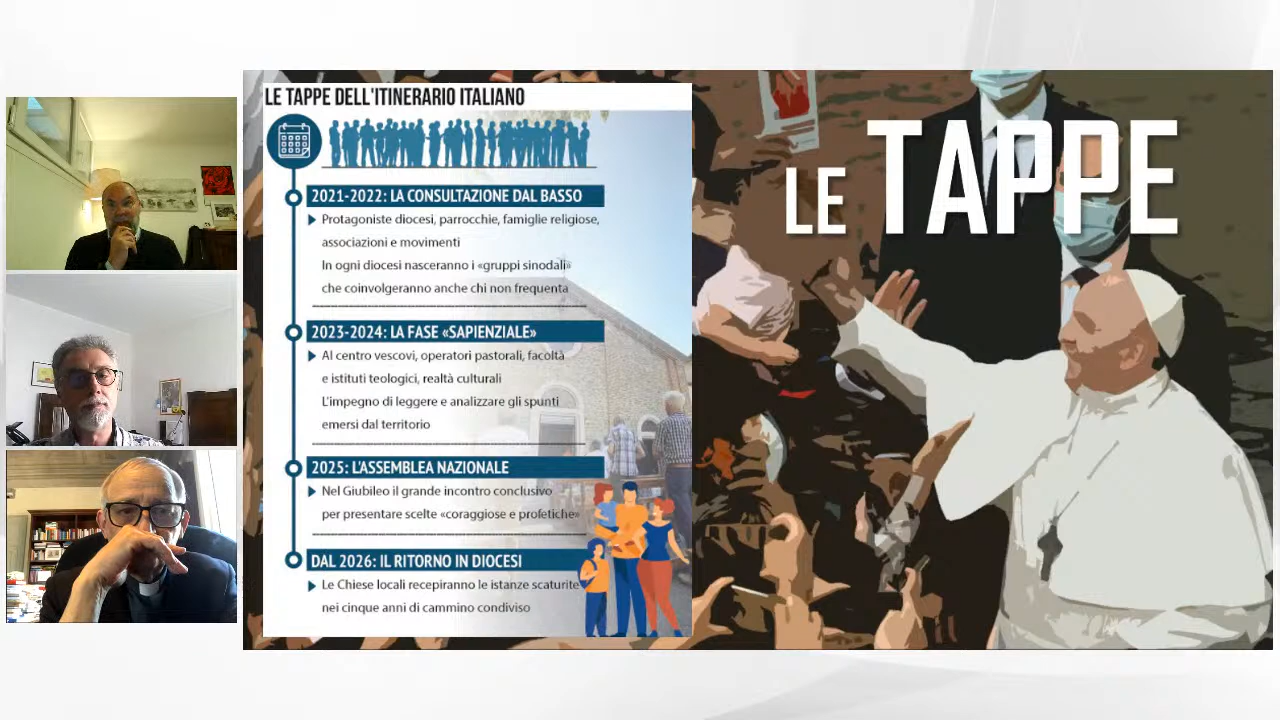 LE TAPPE DELL'ITINERARIO ITALIANO
2021-2022: LA CONSULTAZIONE DAL BASSO
Protagoniste diocesi, parrocchie, famiglie religiose,
associazioni e movimenti
In ogni diocesi nasceranno i «gruppi sinodali»
che coinvolgeranno anche chi non frequenta
2023-2024: LA FASE «SAPIENZIALE»
Al centro vescovi, operatori pastorali, facoltà
e istituti teologici, realtà culturali
L'impegno di leggere e analizzare gli spunti
emersi dal territorio
2025: L'ASSEMBLEA NAZIONALE
Nel Giubileo il grande incontro conclusivo
per presentare scelte «coraggiose e profetiche»
DAL 2026: IL RITORNO IN DIOCESI
Le Chiese locali recepiranno le istanze scaturite
nei cinque anni di cammino condiviso
LE TAPPE